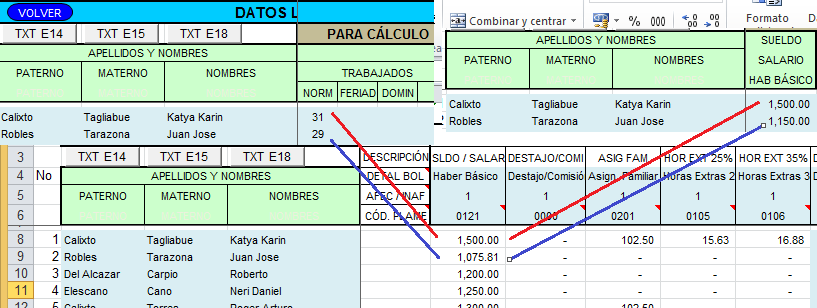 VOLVER DATOS L
TXT E14 TXT E15 TXT E18 PARA CÁLCULO
APELLIDOS Y NOMBRES
PATERNO MATERNO NOMBRES TRABAJADOS
NORM FERIAD DOMIN
Calixto Tagliabue Katya Karin 31
Robles Tarazona Juan Jose 29
Combinar y centrar % 000 Formato
APELLIDOS Y NOMBRES SUELDO
PATERNO MATERNO NOMBRES SALARIO
HAB BÁSICO
Calixto Tagliabue Katya Karin 1,500.00
Robles Tarazona Juan Jose 1,150.00
3 TXT E14 TXT E15 TXT E18 DESCRIPCIÓN SLDO / SALAR DESTAJO/COMI ASIG FAM HOR EXT 25% HOR EXT 35%
4 No APELLIDOS Y NOMBRES DETAL BOL Haber Básico Destajo/Comisió Asign. Familiar Horas Extras 2 Horas Extras 3
5 PATERNO MATERNO NOMBRES AFEC / INAF 1 1 1 1 1
6 CÓD. PLAME 0121 0000 0201 0105 0106
8 1 Calixto Tagliabue Katya Karin 1,500.00 - 102.50 15.63 16.88
9 2 Robles Tarazona Juan Jose 1,075.81 - - - -
10 3 Del Alcazar Carpio Roberto 1,200.00 - - - -
11 4 Elescano Cano Neri Daniel 1,250.00 - - - -
12 5 Calixto Torres Roger Arturo 1,300.00 - 102.50 - -